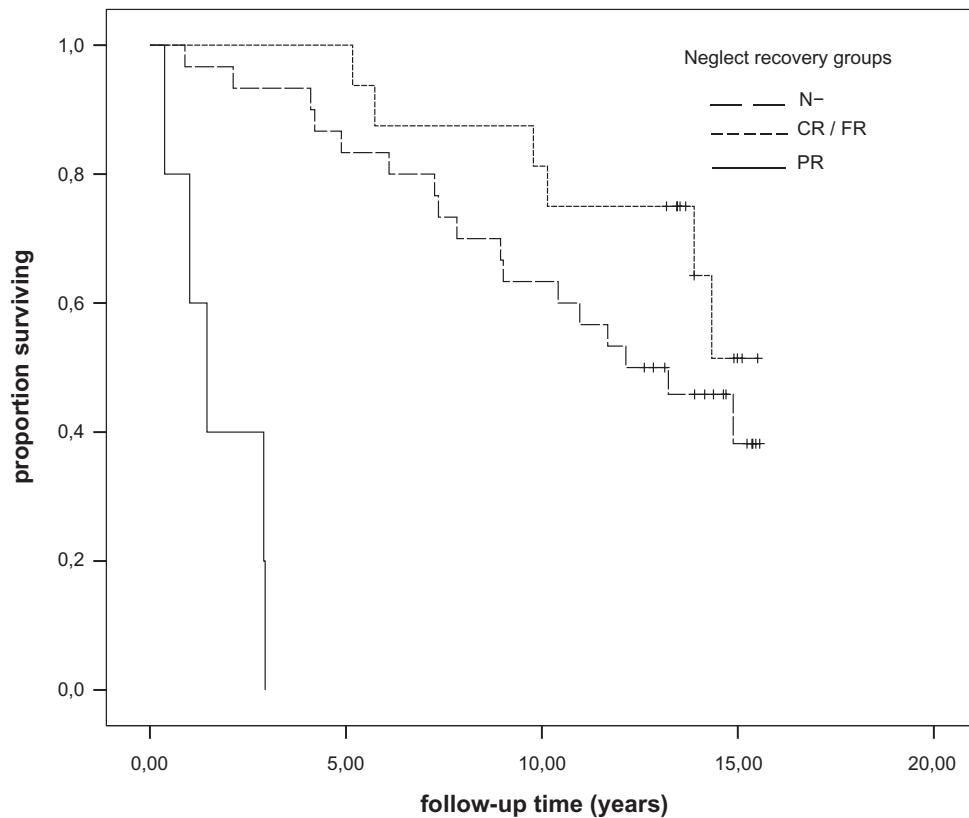 proportion surviving
1,0
0,8
0,6
0,4
0,2
0,0
Neglect recovery groups
N−
CR / FR
PR
0,00
5,00
10,00
15,00
20,00
follow-up time (years)